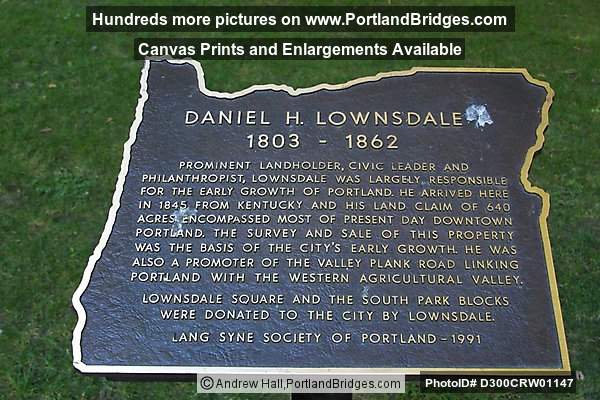 Hundreds more pictures on www.PortlandBridges.com
Canvas Prints and Enlargements Available
DANIEL H. LOWNSDALE
1803 - 1862
PROMINENT LANDHOLDER, CIVIC LEADER AND
PHILANTHROPIST, LOWNSDALE WAS LARGELY RESPONSIBLE
FOR THE EARLY GROWTH OF PORTLAND. HE ARRIVED HERE
IN 1845 FROM KENTUCKY AND HIS LAND CLAIM OF 640
ACRES ENCOMPASSED MOST OF PRESENT DAY DOWNTOWN
PORTLAND. THE SURVEY AND SALE OF THIS PROPERTY
WAS THE BASIS OF THE CITY'S EARLY GROWTH. HE WAS
ALSO A PROMOTER OF THE VALLEY PLANK ROAD LINKING
PORTLAND WITH THE WESTERN AGRICULTURAL VALLEY.
LOWNSDALE SQUARE AND THE SOUTH PARK BLOCKS
WERE DONATED TO THE CITY BY LOWNSDALE.
LANG SYNE SOCIETY OF PORTLAND - 1991
©Andrew Hall,PortlandBridges.com
PhotoID# D300CRW01147